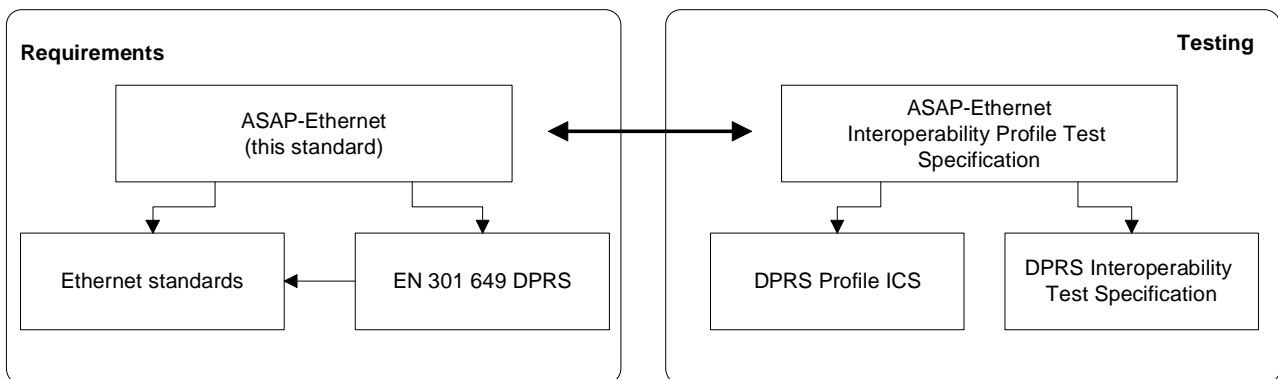 Requirements
ASAP-Ethernet
(this standard)
Ethernet standards
EN 301 649 DPRS
Testing
ASAP-Ethernet
Interoperability Profile Test
Specification
DPRS Profile ICS
DPRS Interoperability
Test Specification